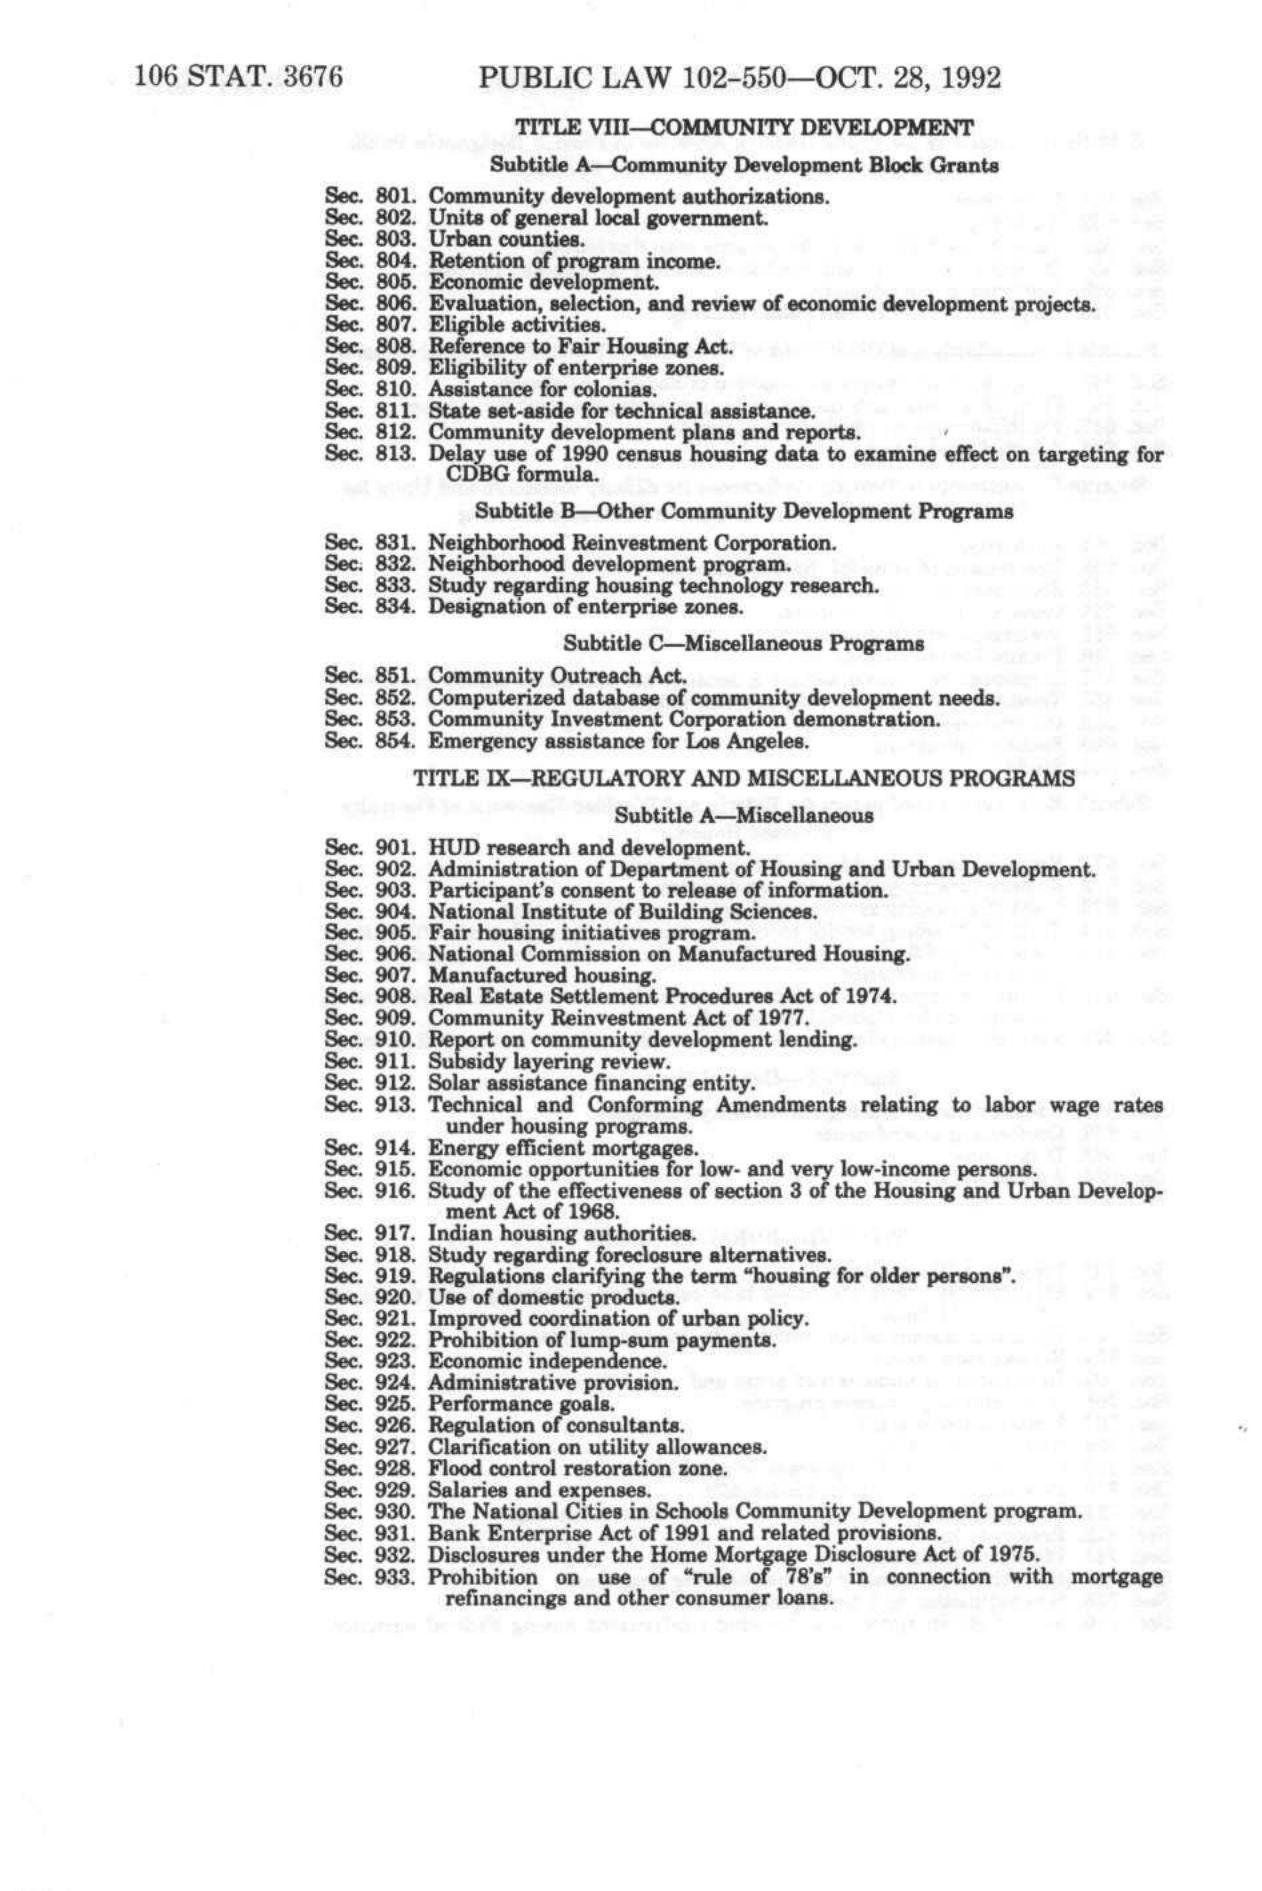 106 STAT. 3676 PUBLIC LAW 102-550—OCT. 28, 1992
TITLE VIII—COMMUNITY DEVELOPMENT
Subtitle A—Community Development Block Grants
Sec. 801. Community development authorizations.
Sec. 802. Units of general local government.
Sec. 803. Urban counties.
Sec. 804. Retention of program income.
Sec. 805. Economic development.
Sec. 806. Evaluation, selection, and review of economic development projects.
Sec. 807. Eligible activities.
Sec. 808. Reference to Fair Housing Act.
Sec. 809. Eligibility of enterprise zones.
Sec. 810. Assistance for colonias.
Sec. 811. State set-aside for technical assistance.
Sec. 812. Community development plans and reports.
Sec. 813. Delay use of 1990 census housing data to examine effect on targeting for
CDBG formula.
Subtitle B—Other Community Development Programs
Sec. 831. Neighborhood Reinvestment Corporation.
Sec. 832. Neighborhood development program.
Sec. 833. Study regarding housing technology research.
Sec. 834. Designation of enterprise zones.
Subtitle C—Miscellaneous Programs
Sec. 851. Community Outreach Act.
Sec. 852. Computerized database of community development needs.
Sec. 853. Community Investment Corporation demonstration.
Sec. 854. Emergency assistance for Los Angeles.
TITLE IX—REGULATORY AND MISCELLANEOUS PROGRAMS
Subtitle A—Miscellaneous
Sec. 901. HUD research and development.
Sec. 902. Administration of Department of Housing and Urban Development.
Sec. 903. Participant's consent to release of information.
Sec. 904. National Institute of Building Sciences.
Sec. 905. Fair housing initiatives program.
Sec. 906. National Commission on Manufactured Housing.
Sec. 907. Manufactured housing.
Sec. 908. Real Estate Settlement Procedures Act of 1974.
Sec. 909. Community Reinvestment Act of 1977.
Sec. 910. Report on community development lending.
Sec. 911. Subsidy layering review.
Sec. 912. Solar assistance financing entity.
Sec. 913. Technical and Conforming Amendments relating to labor wage rates
under housing programs.
Sec. 914. Energy efficient mortgages.
Sec. 915. Economic opportunities for low- and very low-income persons.
Sec. 916. Study of the effectiveness of section 3 of the Housing and Urban Develop-
ment Act of 1968.
Sec. 917. Indian housing authorities.
Sec. 918. Study regarding foreclosure alternatives.
Sec. 919. Regulations clarifying the term "housing for older persons".
Sec. 920. Use of domestic products.
Sec. 921. Improved coordination of urban policy.
Sec. 922. Prohibition of lump-sum payments.
Sec. 923. Economic independence.
Sec. 924. Administrative provision.
Sec. 925. Performance goals.
Sec. 926. Regulation of consultants.
Sec. 927. Clarification on utility allowances.
Sec. 928. Flood control restoration zone.
Sec. 929. Salaries and expenses.
Sec. 930. The National Cities in Schools Community Development program.
Sec. 931. Bank Enterprise Act of 1991 and related provisions.
Sec. 932. Disclosures under the Home Mortgage Disclosure Act of 1975.
Sec. 933. Prohibition on use of "rule of 78's" in connection with mortgage
refinancings and other consumer loans.